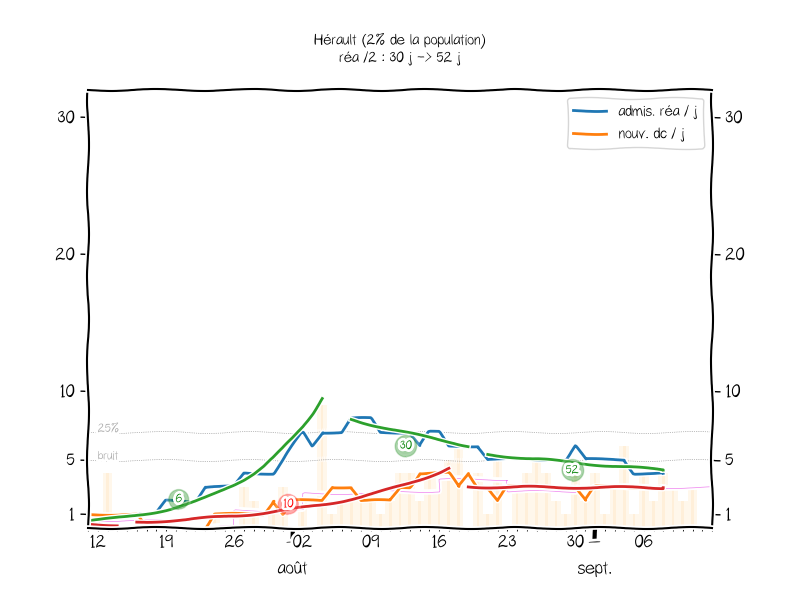 Hérault (2% de la population)
réa /2 : 30 j -> 52 j
admis. réa / j
nouv. dc / j
30
30
20
20
10
10
25%
bruit
5
5
1
1
6
10
30
52
12 19 26 02 09 16 23 30 06
août sept.